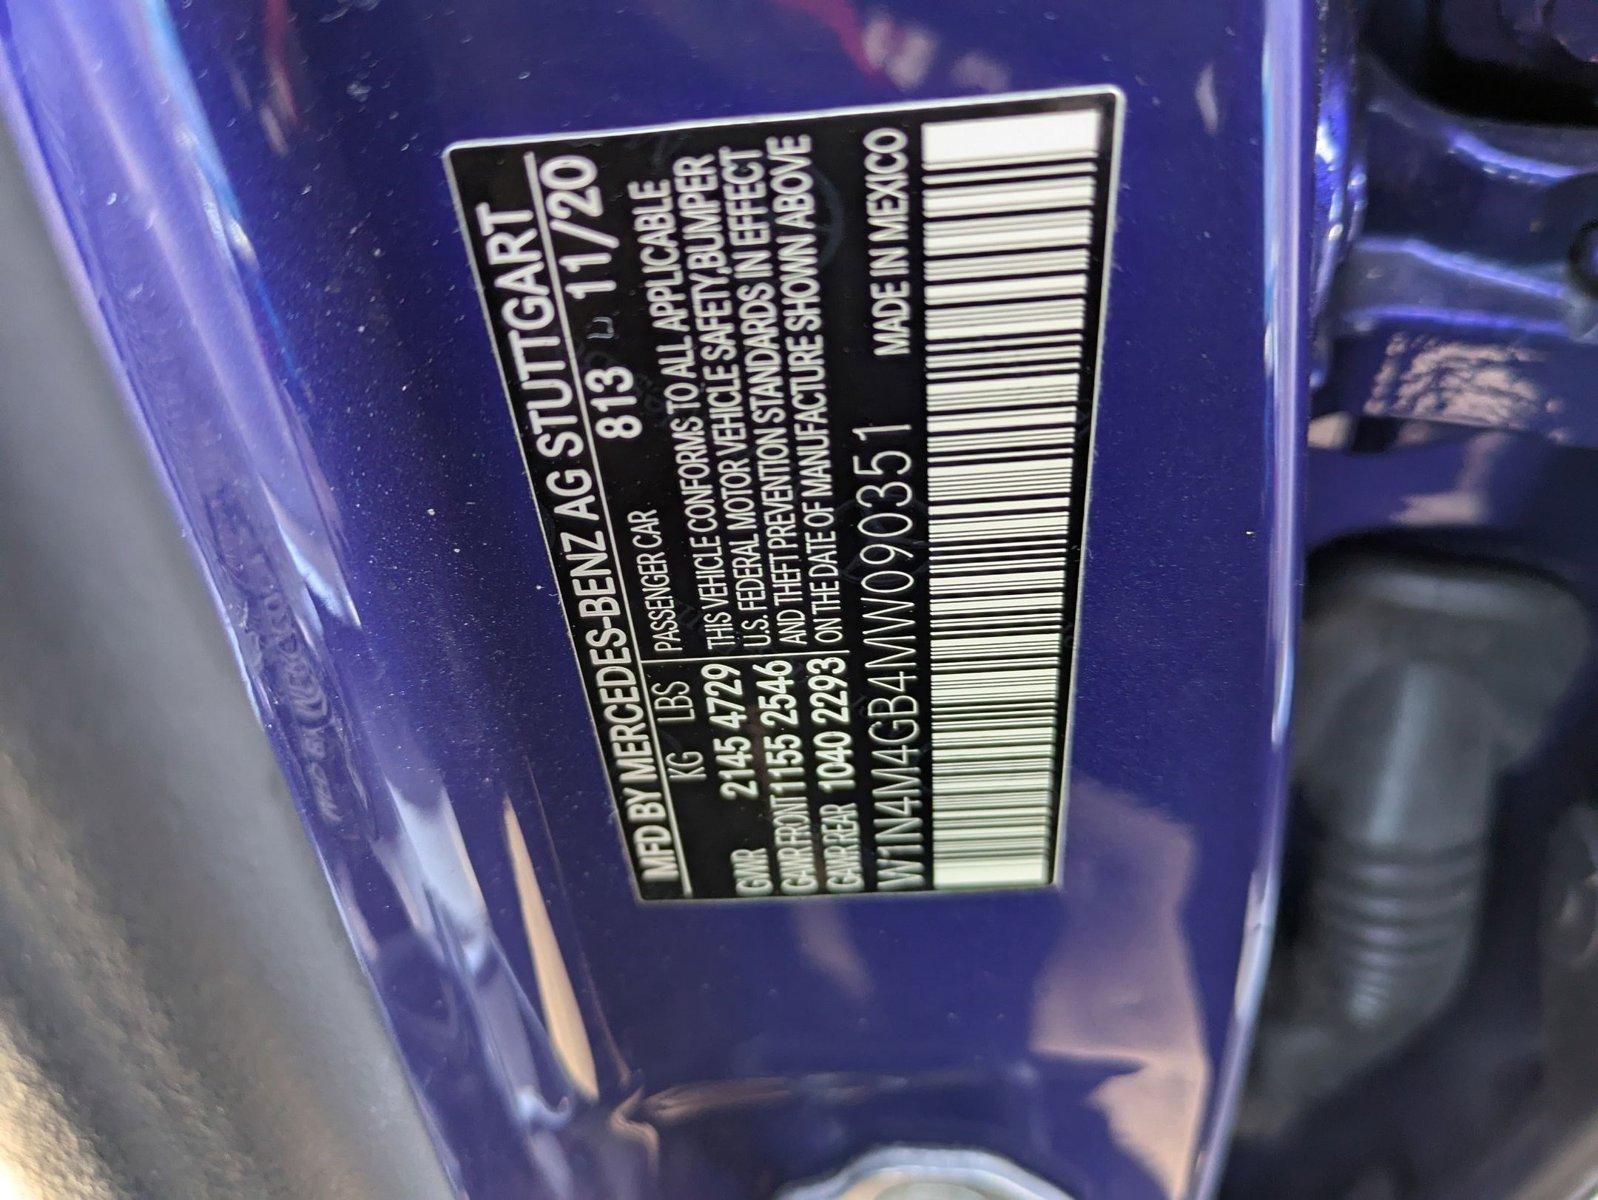 MFD BY MERCEDES-BENZ AG STUTTGART
KG LBS 813 11/20
GVWR 2145 4729
GAWR FRONT 1155 2546
GAWR REAR 1040 2293
PASSENGER CAR
THIS VEHICLE CONFORMS TO ALL APPLICABLE
U.S. FEDERAL MOTOR VEHICLE SAFETY,BUMPER
AND THEFT PREVENTION STANDARDS IN EFFECT
ON THE DATE OF MANUFACTURE SHOWN ABOVE
W1N4M4GB4MW090351 MADE IN MEXICO